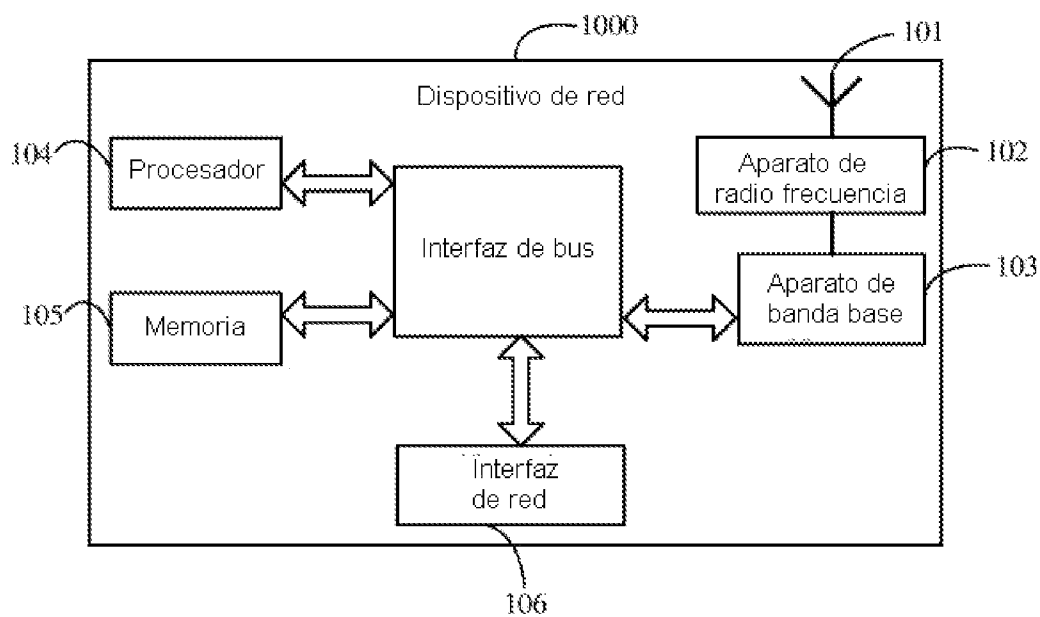 1000
101
Dispositivo de red
104
Procesador
Aparato de
radio frecuencia
102
Interfaz de bus
105
Memoria
Aparato de
banda base
103
Interfaz
de red
106